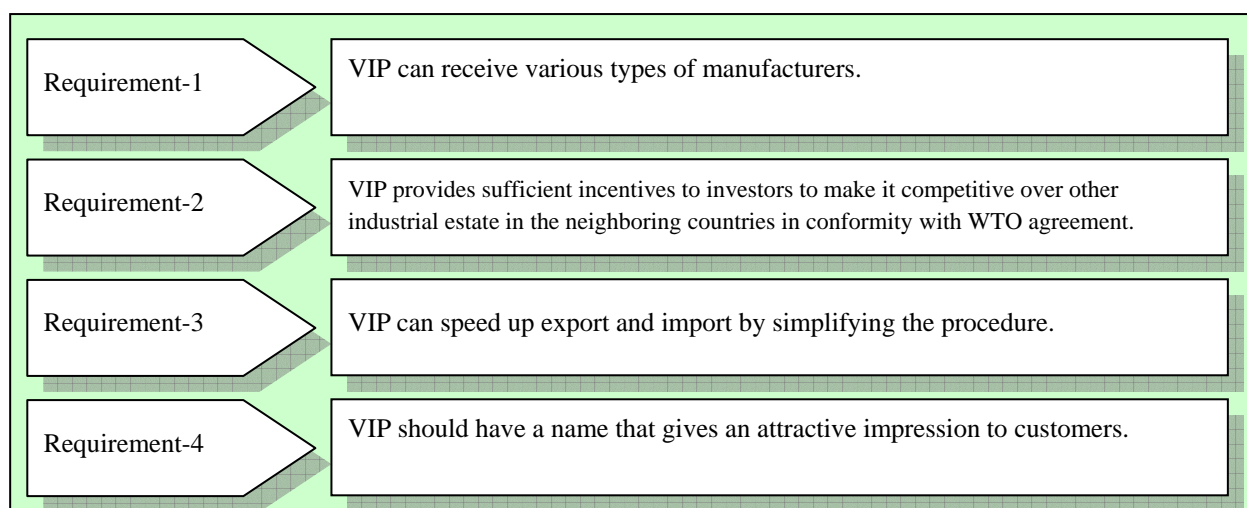 Requirement-1
VIP can receive various types of manufacturers.
Requirement-2
VIP provides sufficient incentives to investors to make it competitive over other
industrial estate in the neighboring countries in conformity with WTO agreement.
Requirement-3
VIP can speed up export and import by simplifying the procedure.
Requirement-4
VIP should have a name that gives an attractive impression to customers.